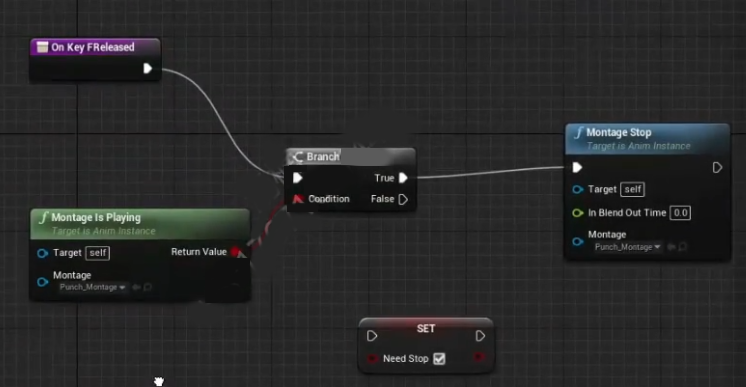 On Key FReleased
Branch
True
Condition
False
Montage Is Playing
Target is Anim Instance
Target self
Return Value
Montage
Punch_Montage
Montage Stop
Target is Anim Instance
Target self
In Blend Out Time 0.0
Montage
Punch_Montage
SET
Need Stop